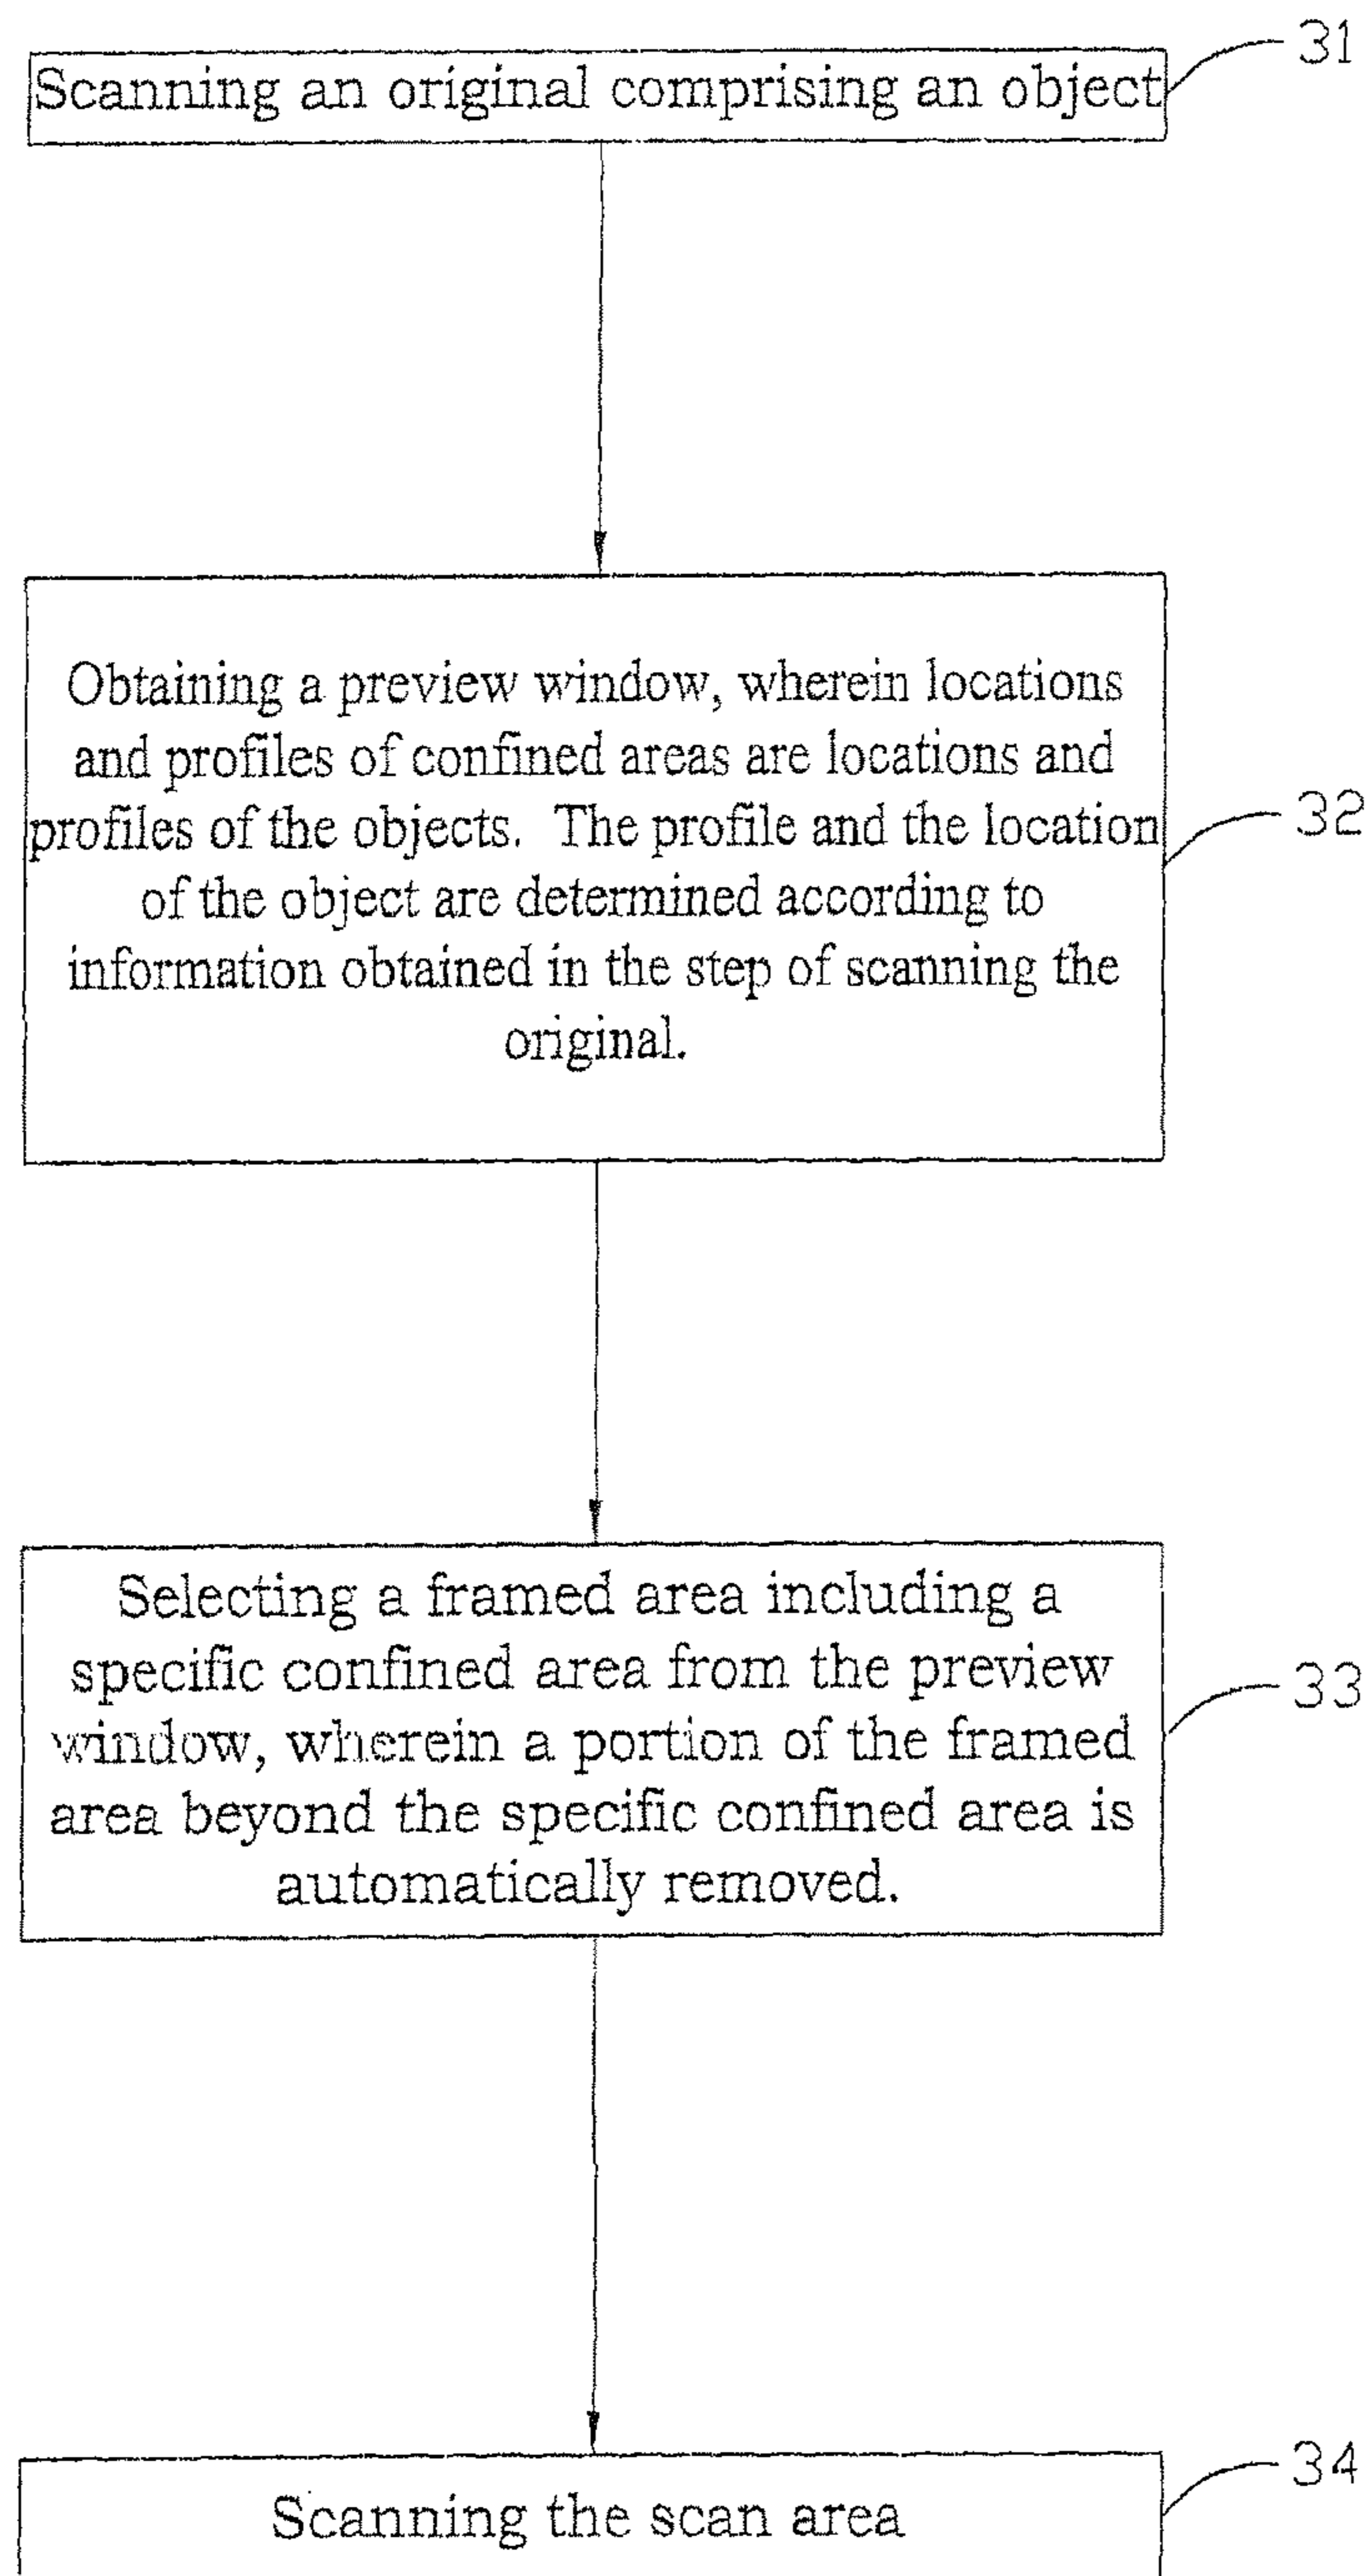 31
Scanning an original comprising an object
Obtaining a preview window, wherein locations
and profiles of confined areas are locations and
profiles of the objects. The profile and the location
of the object are determined according to
information obtained in the step of scanning the
original.
32
Selecting a framed area including a
specific confined area from the preview
window, wherein a portion of the framed
area beyond the specific confined area is
automatically removed.
33
34
Scanning the scan area